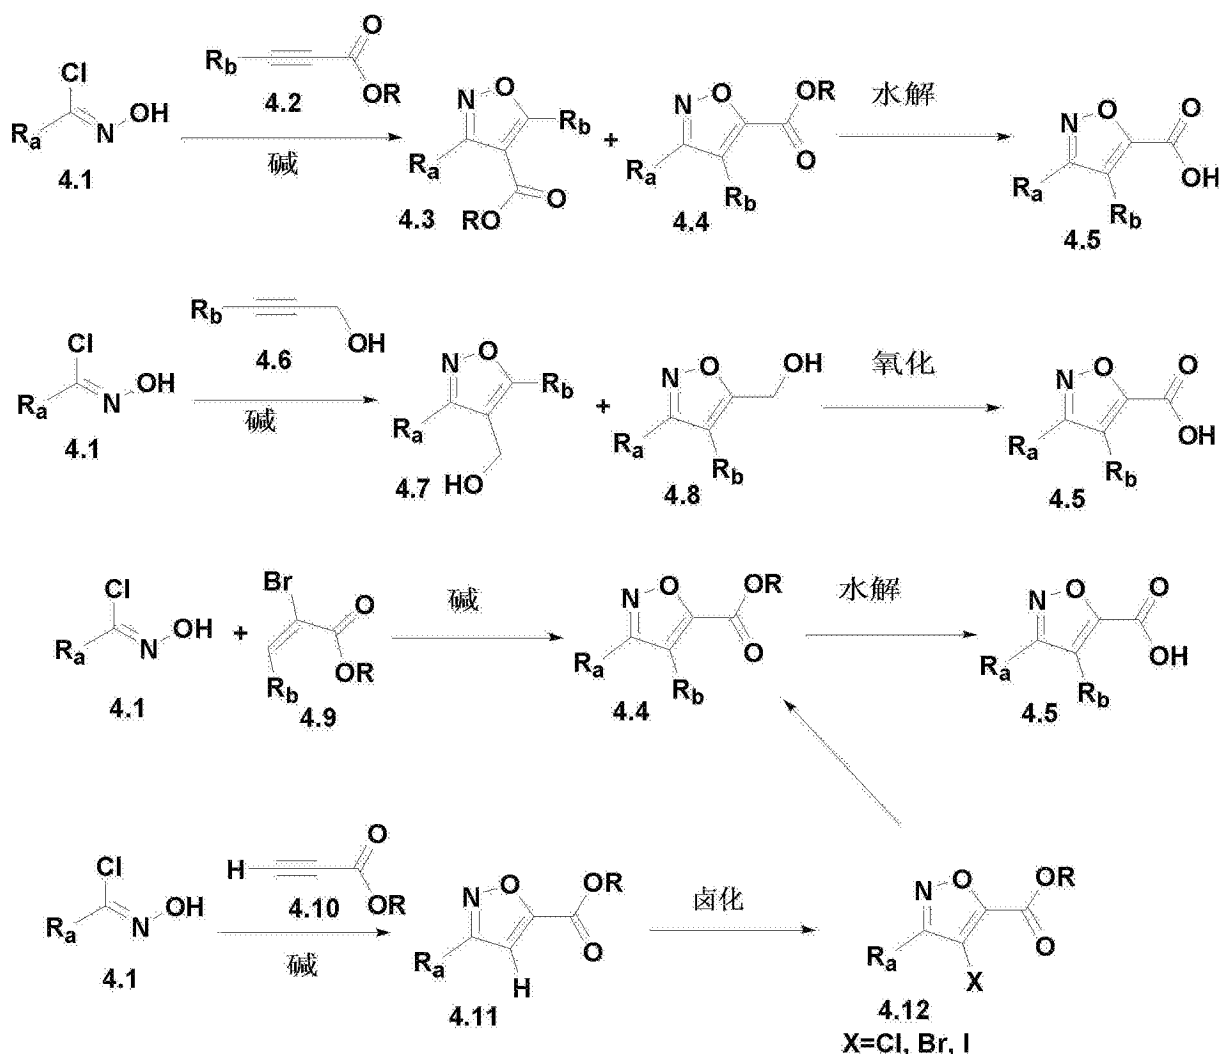 Cl
Ra
N
OH
4.1
Rb
O
OR
4.2
碱
N
O
Ra
Rb
RO
O
4.3
+
N
O
OR
O
Ra
Rb
4.4
水解
N
O
O
OH
Ra
Rb
4.5
Cl
Ra
N
OH
4.1
Rb
OH
4.6
碱
N
O
Ra
Rb
HO
4.7
+
N
O
OH
Ra
Rb
4.8
氧化
N
O
O
OH
Ra
Rb
4.5
Cl
Ra
N
OH
4.1
+
Br
O
OR
Rb
4.9
碱
N
O
OR
O
Ra
Rb
4.4
水解
N
O
O
OH
Ra
Rb
4.5
Cl
Ra
N
OH
4.1
H
O
OR
4.10
碱
N
O
OR
O
Ra
H
4.11
卤化
N
O
OR
O
Ra
X
4.12
X=Cl, Br, I